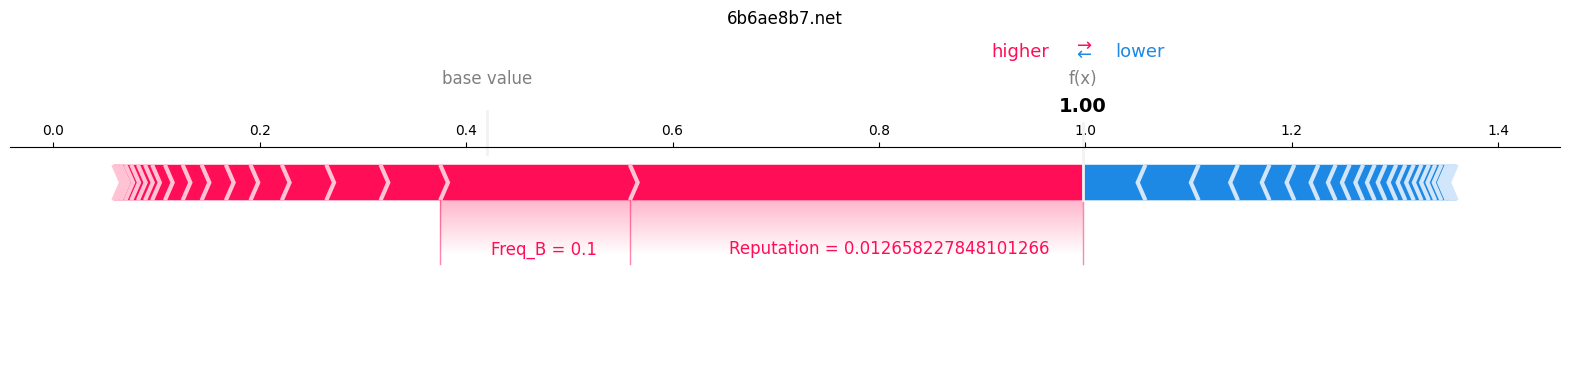 6b6ae8b7.net
higher → ← lower
base value f(x)
1.00
0.0 0.2 0.4 0.6 0.8 1.0 1.2 1.4
Freq_B = 0.1 Reputation = 0.012658227848101266